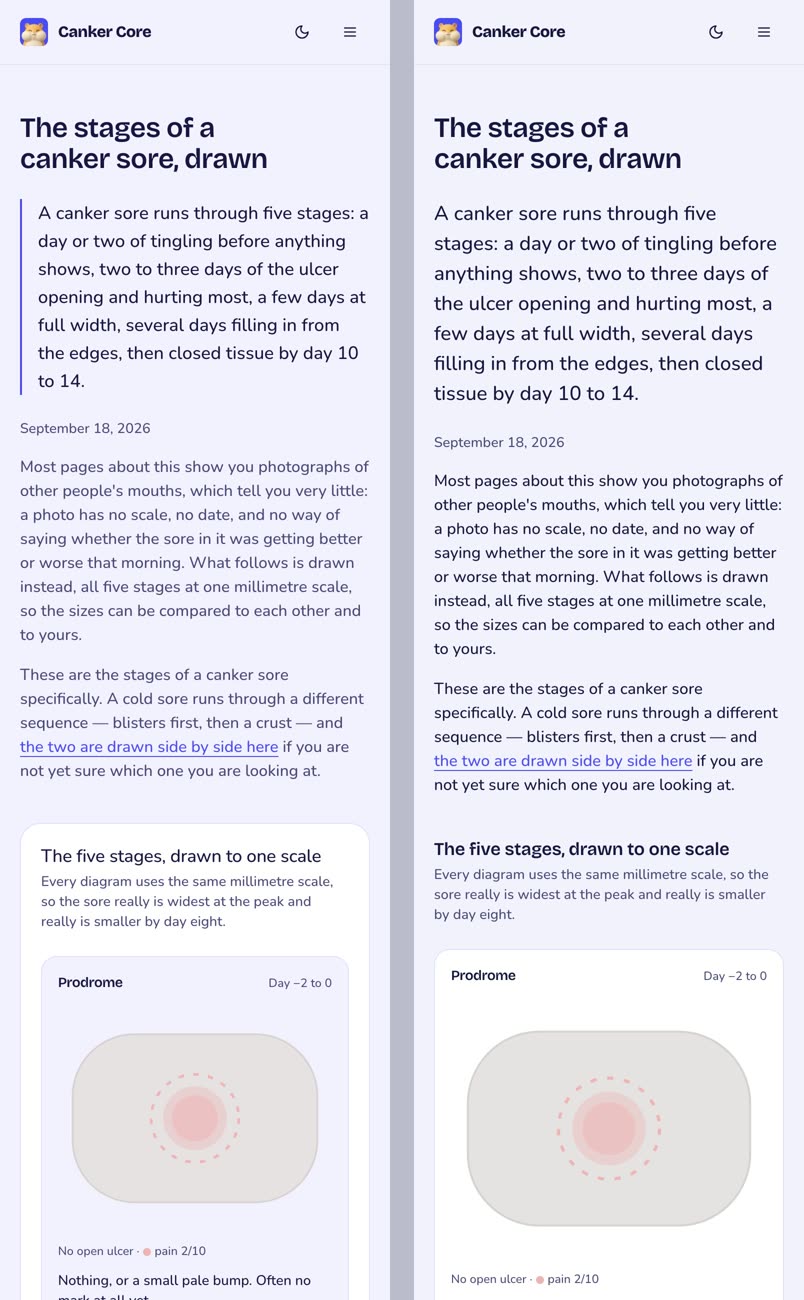 Canker Core
The stages of a
canker sore, drawn
A canker sore runs through five stages: a
day or two of tingling before anything
shows, two to three days of the ulcer
opening and hurting most, a few days at
full width, several days filling in from
the edges, then closed tissue by day 10
to 14.
September 18, 2026
Most pages about this show you photographs of
other people's mouths, which tell you very little:
a photo has no scale, no date, and no way of
saying whether the sore in it was getting better
or worse that morning. What follows is drawn
instead, all five stages at one millimetre scale,
so the sizes can be compared to each other and
to yours.
These are the stages of a canker sore
specifically. A cold sore runs through a different
sequence — blisters first, then a crust — and
the two are drawn side by side here if you are
not yet sure which one you are looking at.
The five stages, drawn to one scale
Every diagram uses the same millimetre scale,
so the sore really is widest at the peak and
really is smaller by day eight.
Prodrome Day −2 to 0
No open ulcer · pain 2/10
Nothing, or a small pale bump. Often no
mark at all yet.
Canker Core
The stages of a
canker sore, drawn
A canker sore runs through five
stages: a day or two of tingling before
anything shows, two to three days of
the ulcer opening and hurting most, a
few days at full width, several days
filling in from the edges, then closed
tissue by day 10 to 14.
September 18, 2026
Most pages about this show you photographs of
other people's mouths, which tell you very little:
a photo has no scale, no date, and no way of
saying whether the sore in it was getting better
or worse that morning. What follows is drawn
instead, all five stages at one millimetre scale,
so the sizes can be compared to each other and
to yours.
These are the stages of a canker sore
specifically. A cold sore runs through a different
sequence — blisters first, then a crust — and
the two are drawn side by side here if you are
not yet sure which one you are looking at.
The five stages, drawn to one scale
Every diagram uses the same millimetre scale, so the
sore really is widest at the peak and really is smaller
by day eight.
Prodrome Day −2 to 0
No open ulcer · pain 2/10